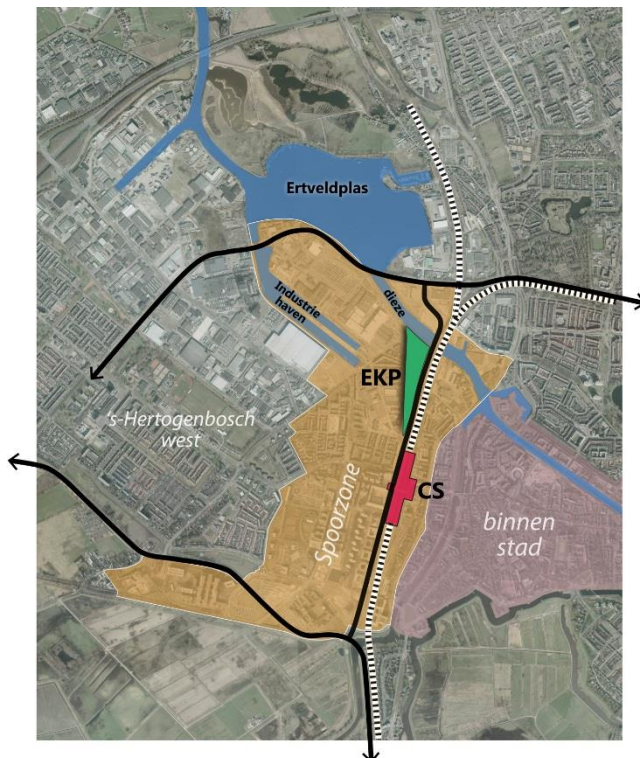 Ertveldplas
Industrie
haven
dieze
EKP
's-Hertogenbosch
west
Spoorzone
CS
binnen
stad